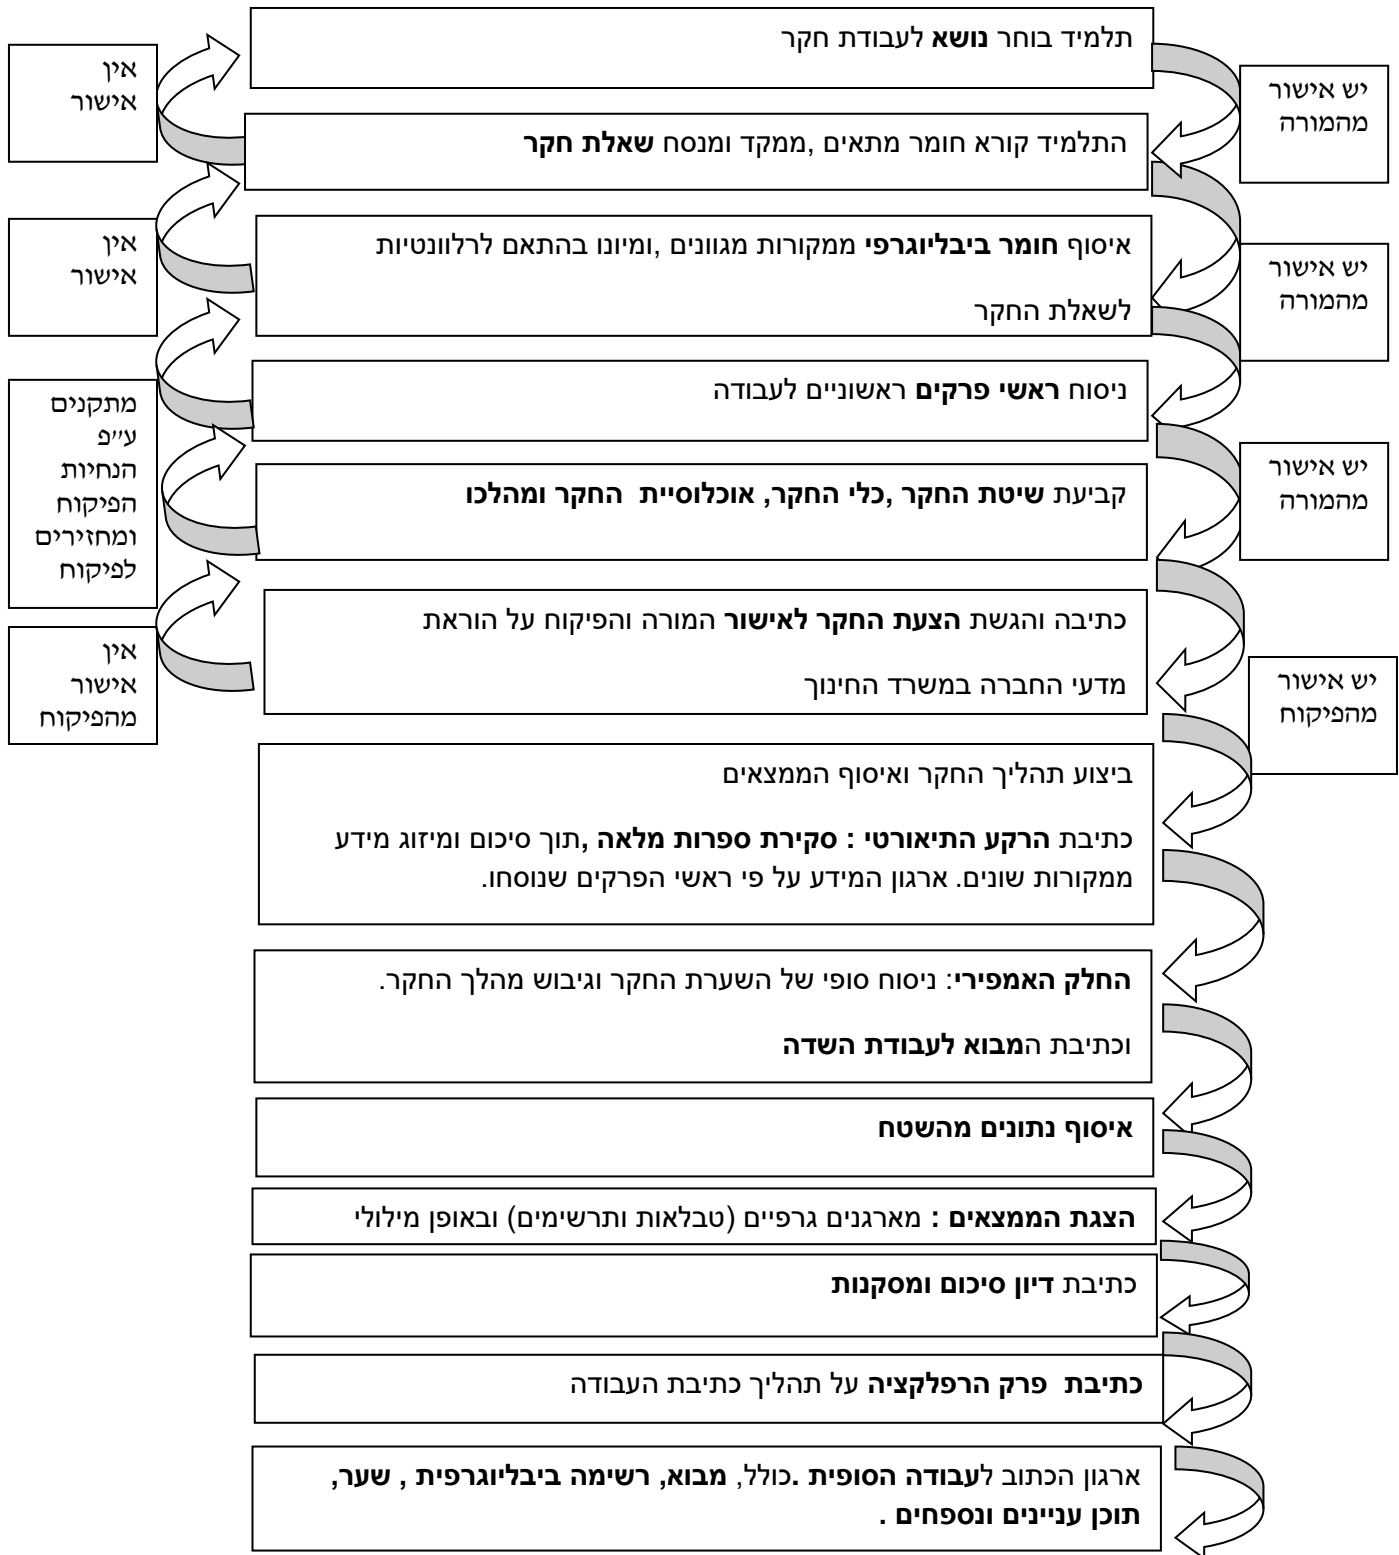 תלמיד בוחר נושא לעבודת חקר
אין
אישור
יש אישור
מהמורה
התלמיד קורא חומר מתאים ,ממקד ומנסח שאלת חקר
איסוף חומר ביבליוגרפי ממקורות מגוונים ,ומיונו בהתאם לרלוונטיות
לשאלת החקר
אין
אישור
יש אישור
מהמורה
ניסוח ראשי פרקים ראשוניים לעבודה
מתקנים
ע״פ
הנחיות
הפיקוח
ומחזירים
לפיקוח
יש אישור
מהמורה
קביעת שיטת החקר ,כלי החקר, אוכלוסיית החקר ומהלכו
כתיבה והגשת הצעת החקר לאישור המורה והפיקוח על הוראת
מדעי החברה במשרד החינוך
אין
אישור
מהפיקוח
יש אישור
מהפיקוח
ביצוע תהליך החקר ואיסוף הממצאים
כתיבת הרקע התיאורטי : סקירת ספרות מלאה ,תוך סיכום ומיזוג מידע
ממקורות שונים. ארגון המידע על פי ראשי הפרקים שנוסחו.
החלק האמפירי: ניסוח סופי של השערת החקר וגיבוש מהלך החקר.
וכתיבת המבוא לעבודת השדה
איסוף נתונים מהשטח
הצגת הממצאים : מארגנים גרפיים (טבלאות ותרשימים) ובאופן מילולי
כתיבת דיון סיכום ומסקנות
כתיבת פרק הרפלקציה על תהליך כתיבת העבודה
ארגון הכתוב לעבודה הסופית .כולל, מבוא, רשימה ביבליוגרפית , שער,
תוכן עניינים ונספחים .